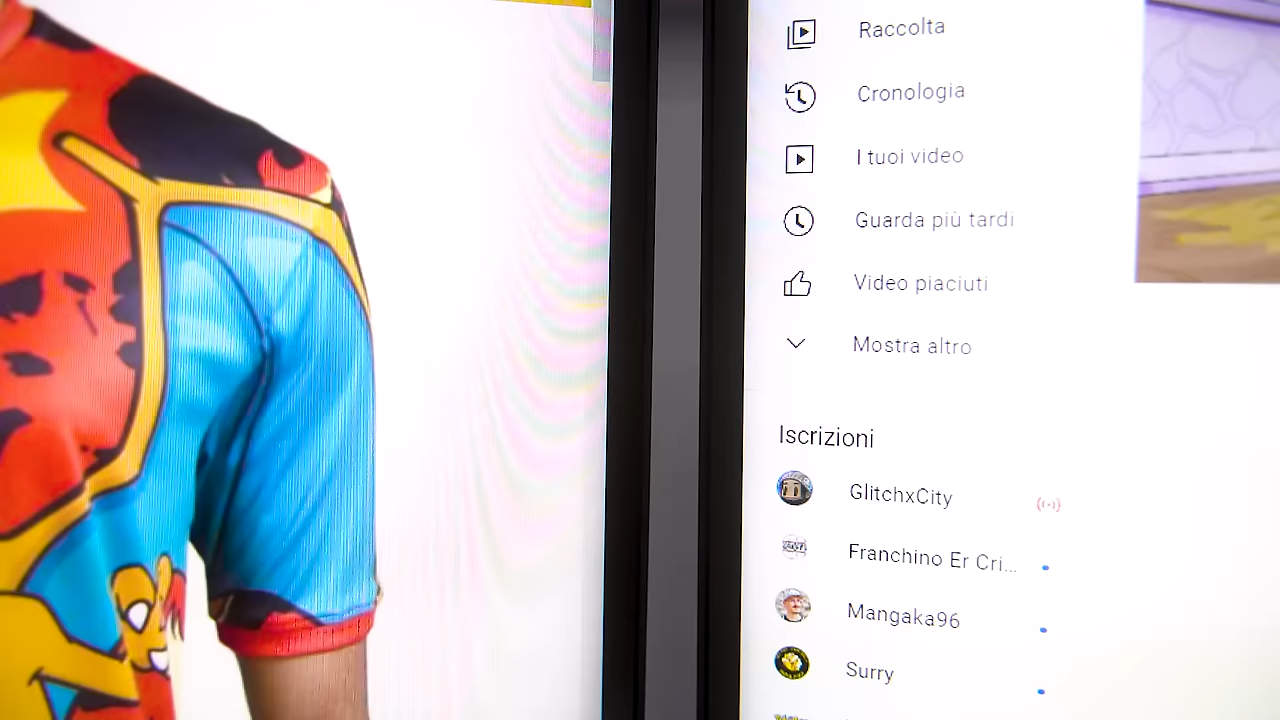 Raccolta
Cronologia
I tuoi video
Guarda più tardi
Video piaciuti
Mostra altro
Iscrizioni
GlitchxCity
Franchino Er Cri...
Mangaka96
Surry